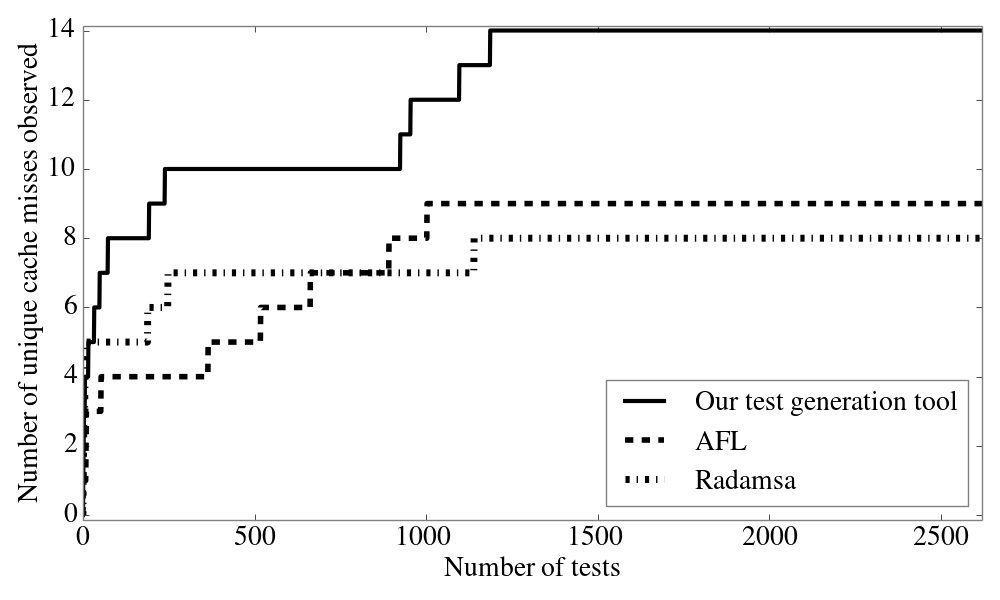 14
12
10
8
6
4
2
0
Number of unique cache misses observed
0 500 1000 1500 2000 2500
Number of tests
Our test generation tool
AFL
Radamsa